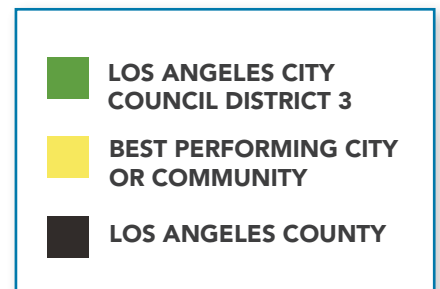 LOS ANGELES CITY
COUNCIL DISTRICT 3
BEST PERFORMING CITY
OR COMMUNITY
LOS ANGELES COUNTY